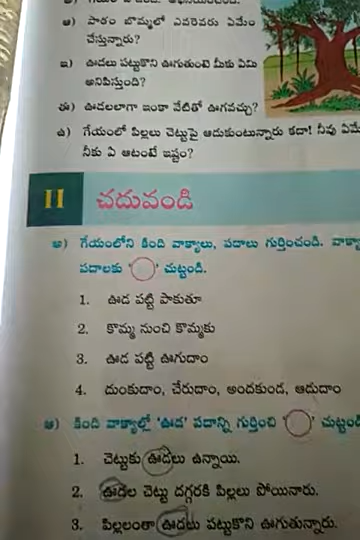 ఆ) పాఠం బొమ్మలో ఎవరెవరు ఏమేం
చేస్తున్నారు?
ఇ) ఊడలు పట్టుకొని ఊగుతుంటె మీకు ఏమి
అనిపిస్తుంది?
ఈ) ఊడలలాగా ఇంకా వేటితో ఊగవచ్చు?
ఉ) గేయంలో పిల్లలు చెట్టుపై ఆడుకుంటున్నారు కదా! నీవు
నీకు ఏ ఆటంటే ఇష్టం?
II చదువండి
అ) గేయంలోని కింది వాక్యాలు, పదాలు గుర్తించండి.
పదాలకు ' ' చుట్టండి.
1. ఊడ పట్టి పాకుతూ
2. కొమ్మ నుంచి కొమ్మకు
3. ఊడ పట్టి ఊగుదాం
4. దుంకుదాం, చేరుదాం, అందకుండ, ఆడుదాం
ఆ) కింది వాక్యాల్లో 'ఊడ' పదాన్ని గుర్తించి ' '
1. చెట్టుకు ఊడలు ఉన్నాయి.
2. ఊడల చెట్టు దగ్గరకి పిల్లలు పోయినారు.
3. పిల్లలంతా ఊడలు పట్టుకొని ఊగుతున్నారు.